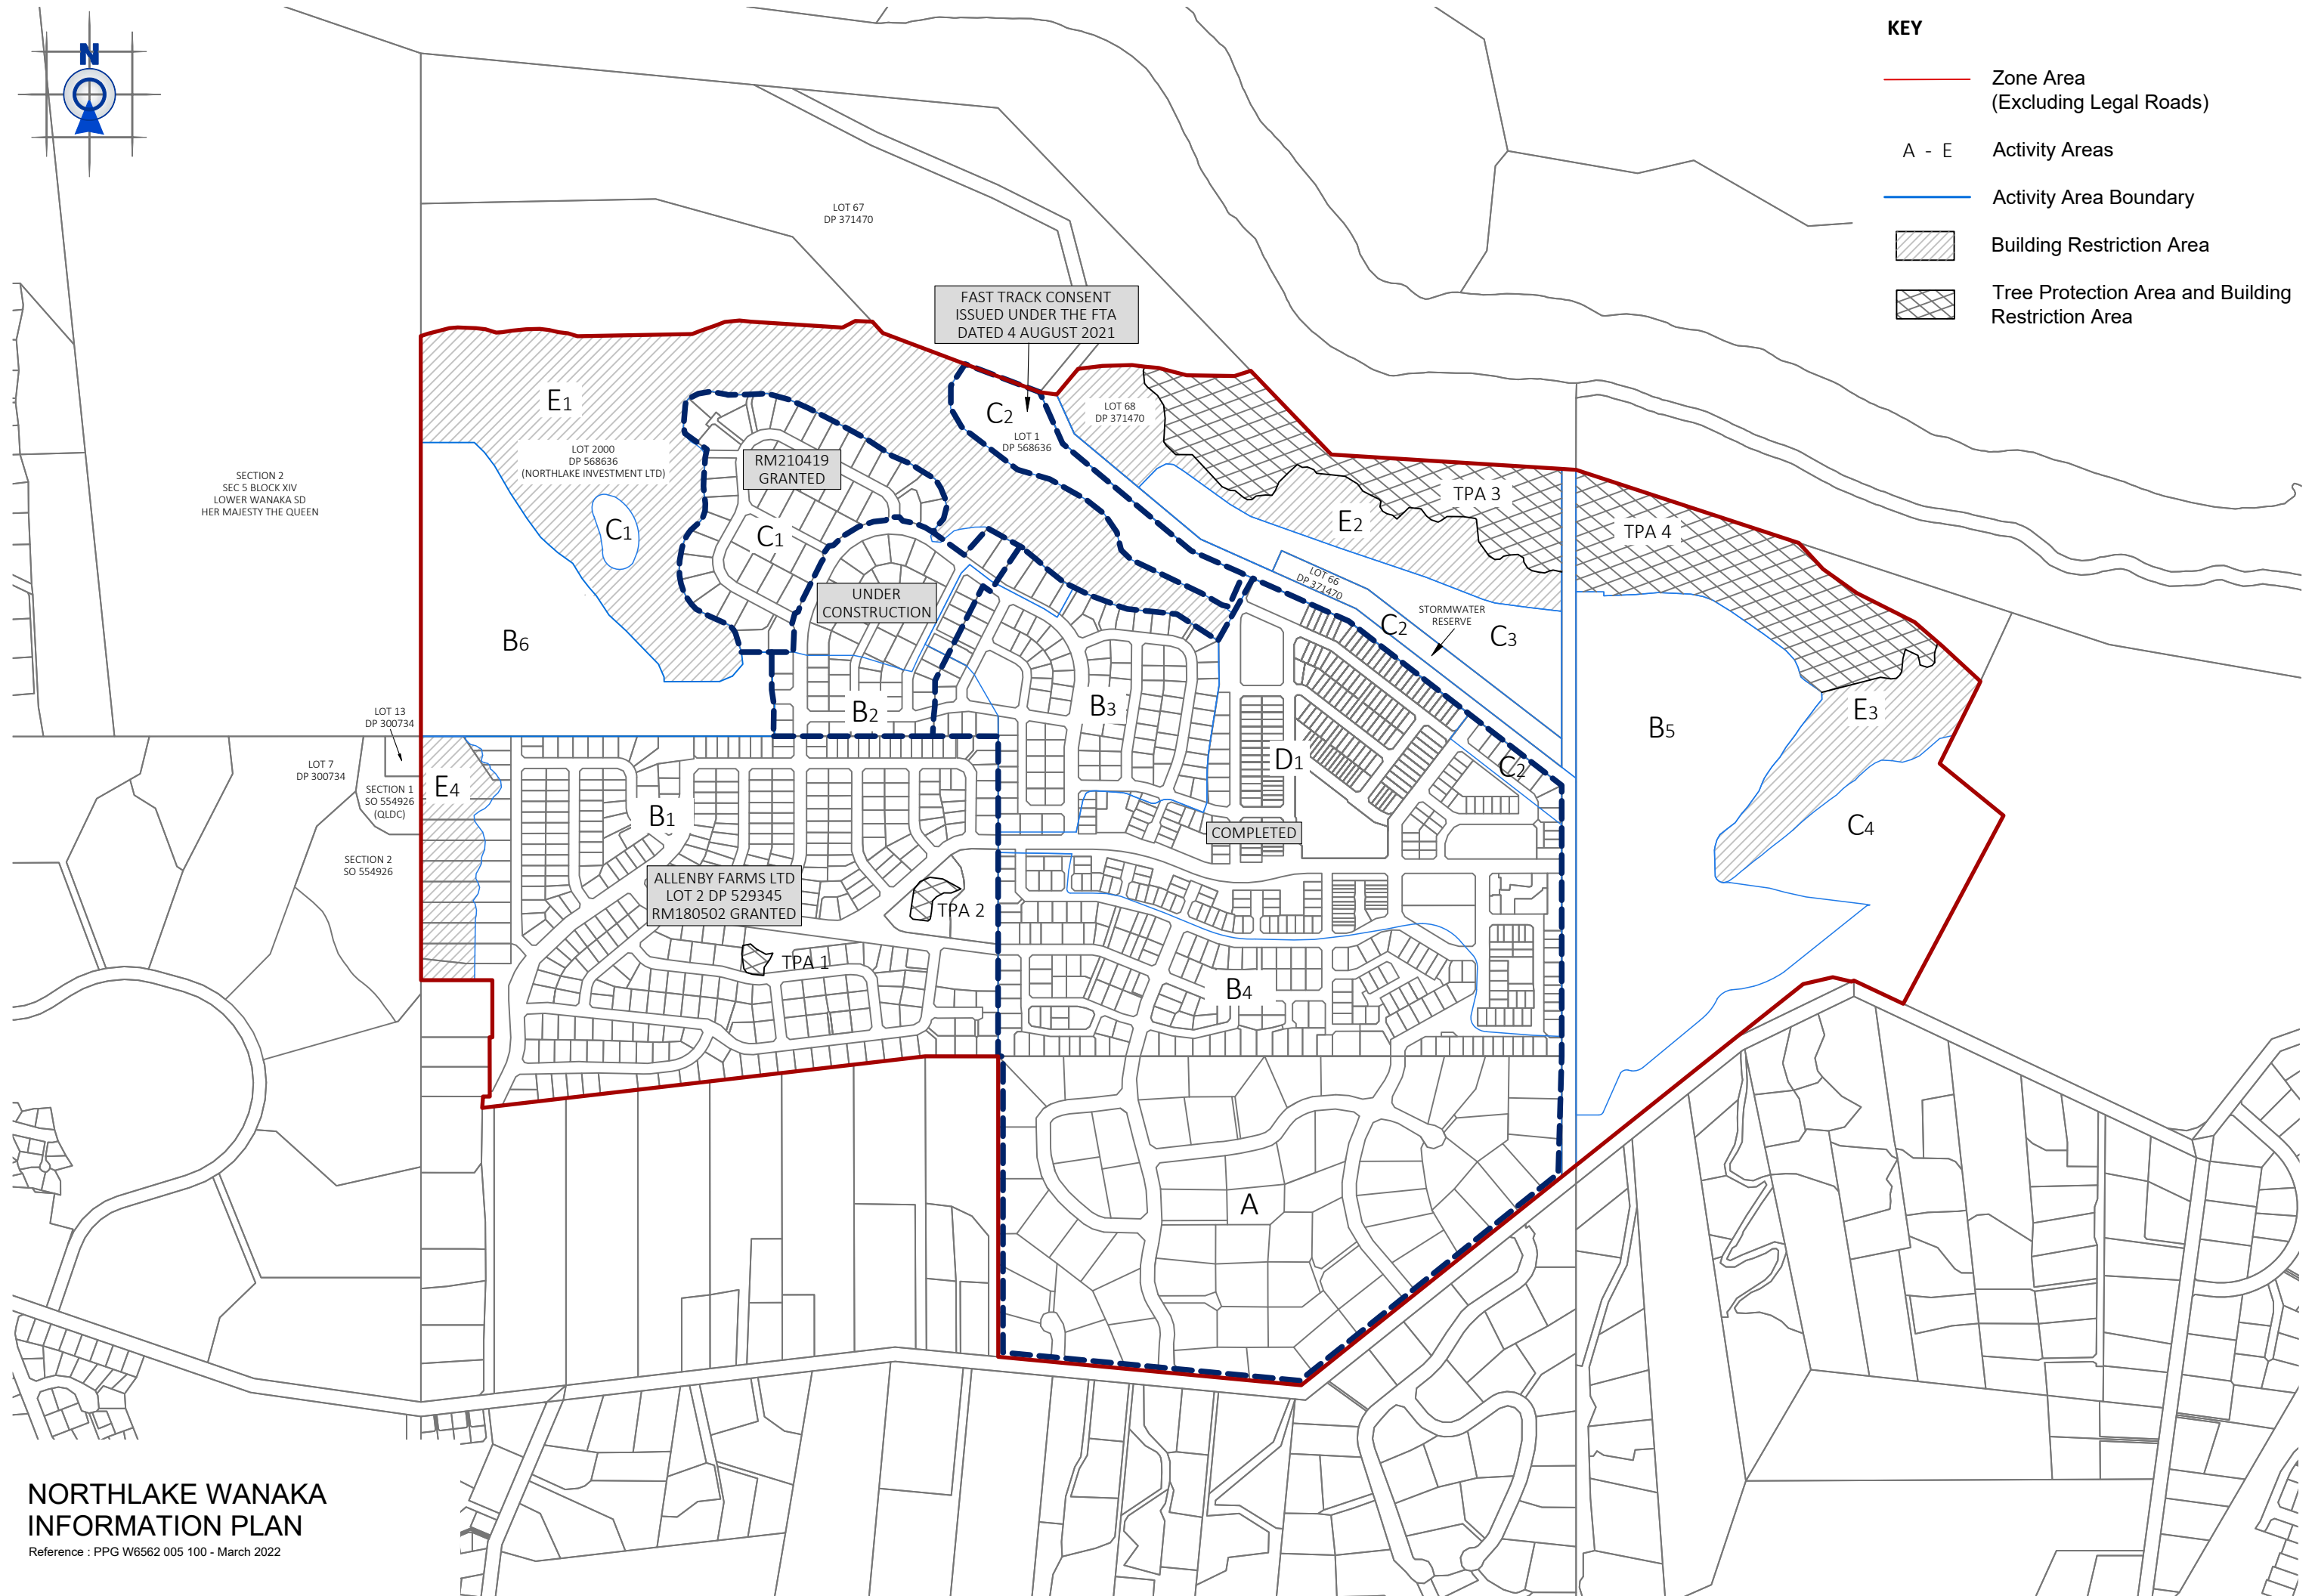 N
KEY
Zone Area
(Excluding Legal Roads)
A - E
Activity Areas
Activity Area Boundary
Building Restriction Area
Tree Protection Area and Building
Restriction Area
LOT 67
DP 371470
FAST TRACK CONSENT
ISSUED UNDER THE FTA
DATED 4 AUGUST 2021
E1
C2
LOT 68
DP 371470
LOT 1
DP 568636
LOT 2000
DP 568636
(NORTHLAKE INVESTMENT LTD)
RM210419
GRANTED
SECTION 2
SEC 5 BLOCK XIV
LOWER WANAKA SD
HER MAJESTY THE QUEEN
TPA 3
E2
TPA 4
C1
C1
LOT 66
DP 371470
UNDER
CONSTRUCTION
STORMWATER
RESERVE
C2
C3
B6
B2
B3
E3
B5
LOT 13
DP 300734
LOT 7
DP 300734
D1
C2
SECTION 1
SO 554926
(QLDC)
E4
B1
COMPLETED
C4
SECTION 2
SO 554926
ALLENBY FARMS LTD
LOT 2 DP 529345
RM180502 GRANTED
TPA 2
TPA 1
B4
A
NORTHLAKE WANAKA
INFORMATION PLAN
Reference : PPG W6562 005 100 - March 2022